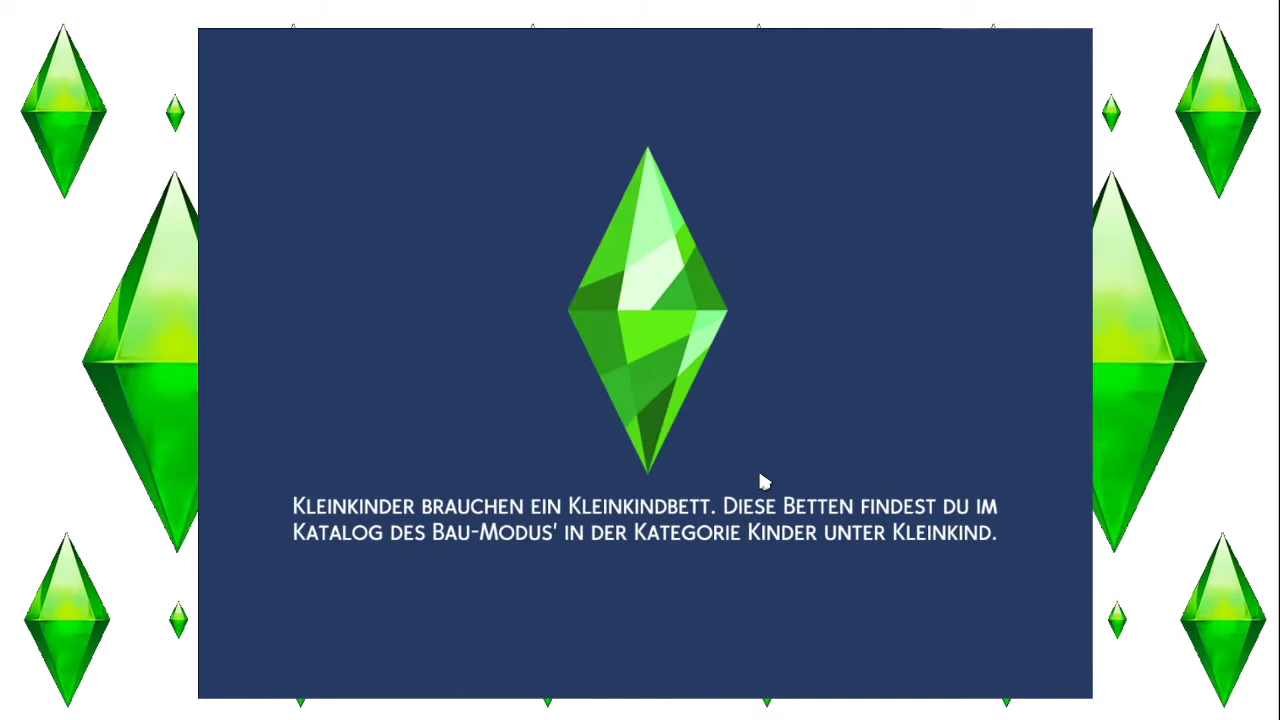 Kleinkinder brauchen ein Kleinkindbett. Diese Betten findest du im
Katalog des Bau-Modus' in der Kategorie Kinder unter Kleinkind.